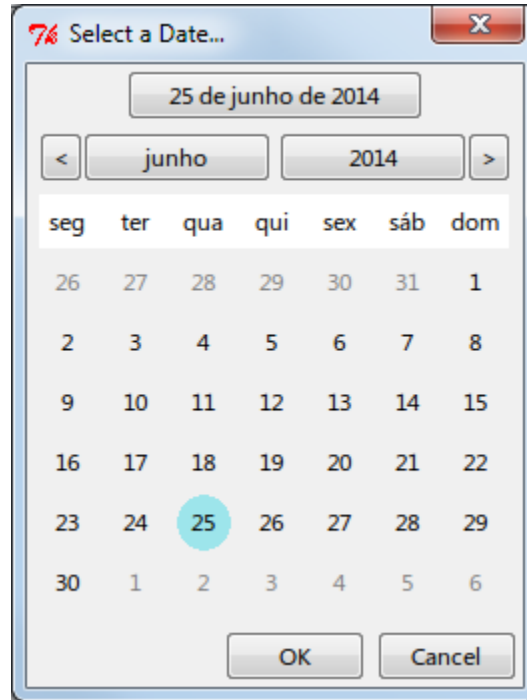 Select a Date...
25 de junho de 2014
< junho 2014 >
seg ter qua qui sex sáb dom
26 27 28 29 30 31 1
2 3 4 5 6 7 8
9 10 11 12 13 14 15
16 17 18 19 20 21 22
23 24 25 26 27 28 29
30 1 2 3 4 5 6
OK Cancel